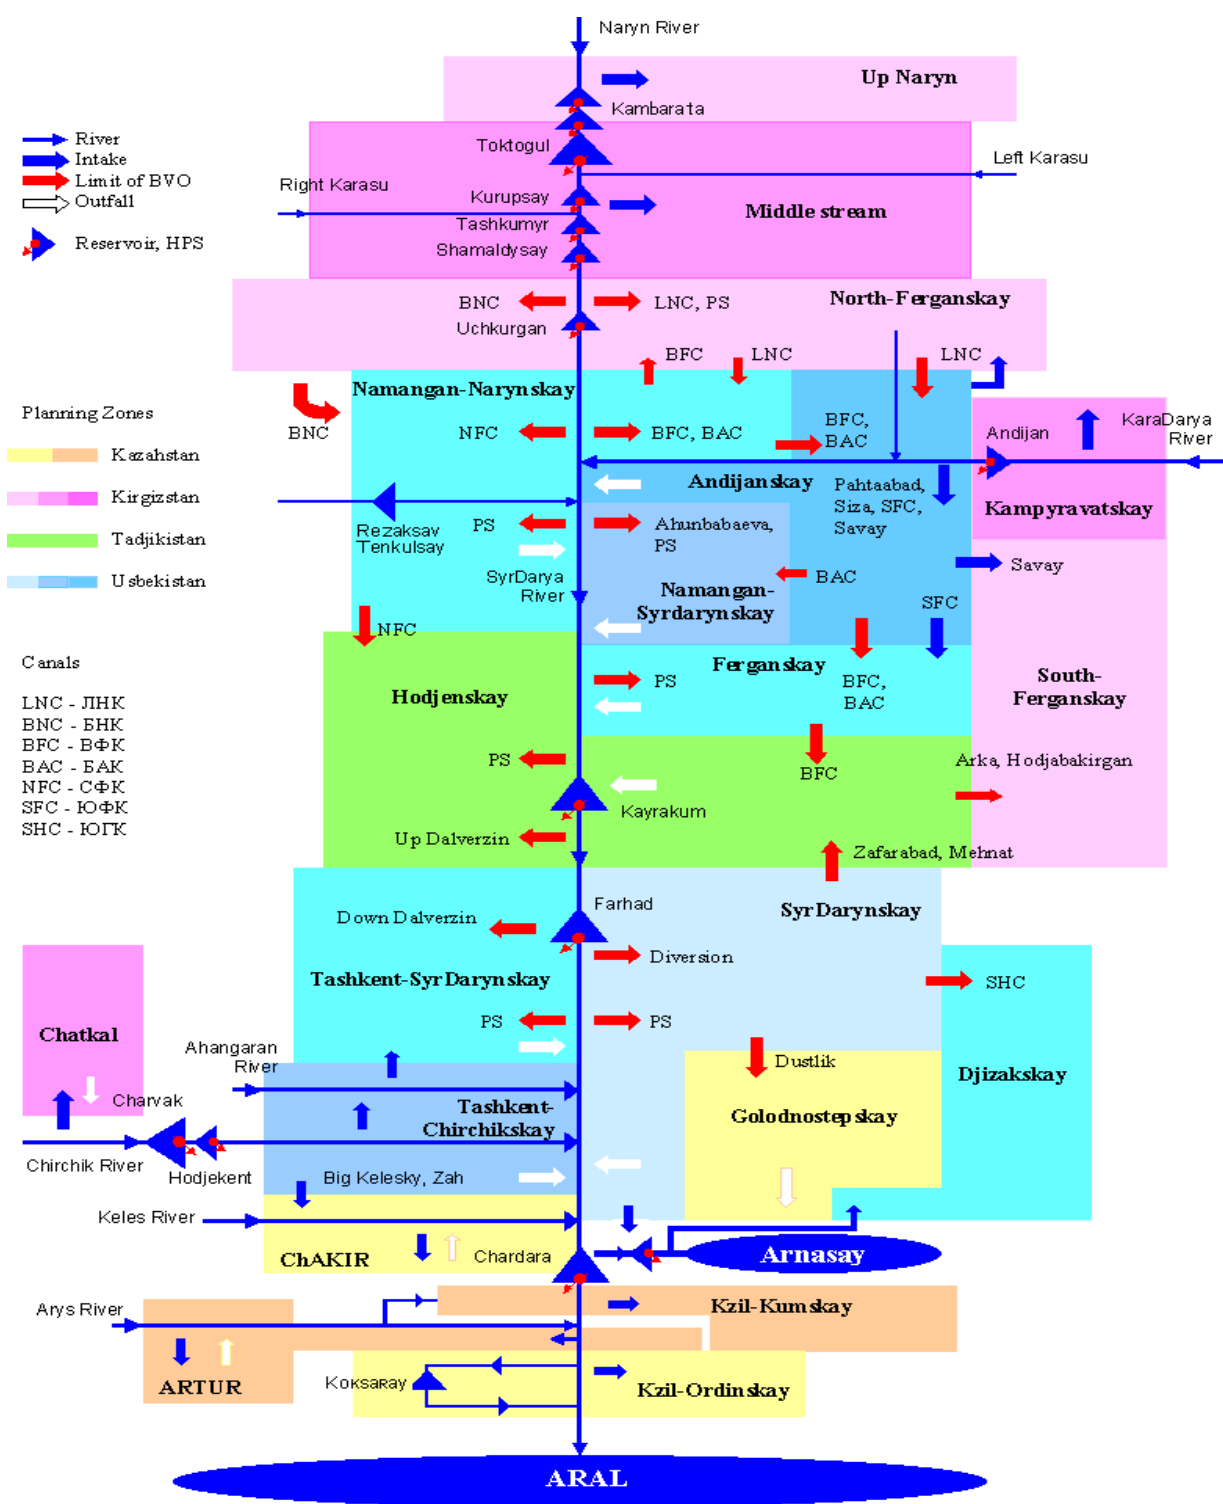 Naryn River
Up Naryn
Kambarata
River
Intake
Limit of BVO
Outfall
Reservoir, HPS
Toktogul
Left Karasu
Right Karasu
Kurupsay
Middle stream
Tashkumyr
Shamaldysay
BNC
LNC, PS
North-Ferganskay
Uchkurgan
BFC
LNC
LNC
Namangan-Narynskay
Planning Zones
Kazahstan
Kirgizstan
Tadjikistan
Usbekistan
BNC
NFC
BFC, BAC
BFC,
BAC
Andijan
KaraDarya
River
Andijanskay
Pahtaabad,
Siza, SFC,
Savay
Kampyravatskay
Rezaksav
Tenkulsay
PS
Ahunbabaeva,
PS
SyrDarya
River
Savay
BAC
Namangan-
Syrdarynskay
SFC
NFC
Canals
LNC - ЛНК
BNC - БНК
BFC - ВФК
BAC - БАК
NFC - СФК
SFC - ЮФК
SHC - ЮГК
Hodjenskay
PS
Ferganskay
BFC,
BAC
South-
Ferganskay
PS
BFC
Arka, Hodjabakirgan
Kayrakum
Up Dalverzin
Zafarabad, Mehnat
Farhad
Down Dalverzin
SyrDarynskay
Diversion
Tashkent-SyrDarynskay
SHC
PS
PS
Chatkal
Ahangaran
River
Dustlik
Djizakskay
Charvak
Tashkent-
Chirchikskay
Golodnostepskay
Chirchik River
Hodjekent
Big Kelesky, Zah
Keles River
ChAKIR
Chardara
Arnasay
Arys River
Kzil-Kumskay
ARTUR
Koksaray
Kzil-Ordinskay
ARAL